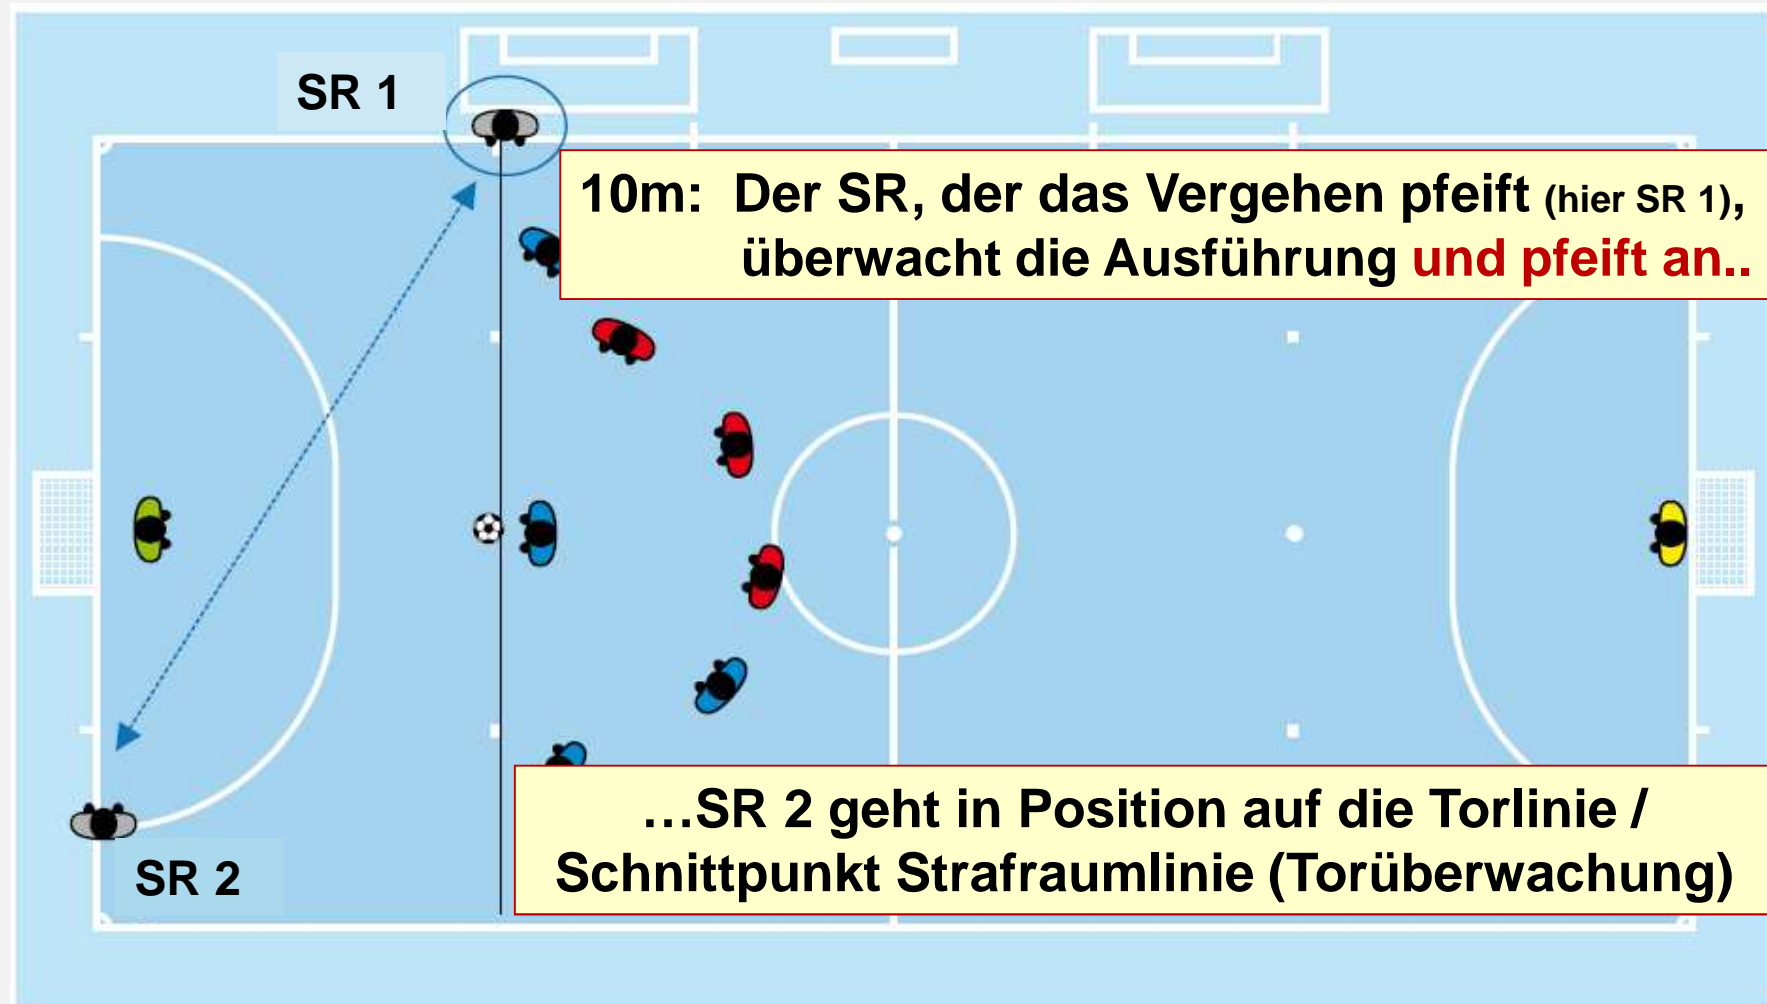 SR 1
10m: Der SR, der das Vergehen pfeift (hier SR 1),
überwacht die Ausführung und pfeift an..
…SR 2 geht in Position auf die Torlinie /
Schnittpunkt Strafraumlinie (Torüberwachung)
SR 2